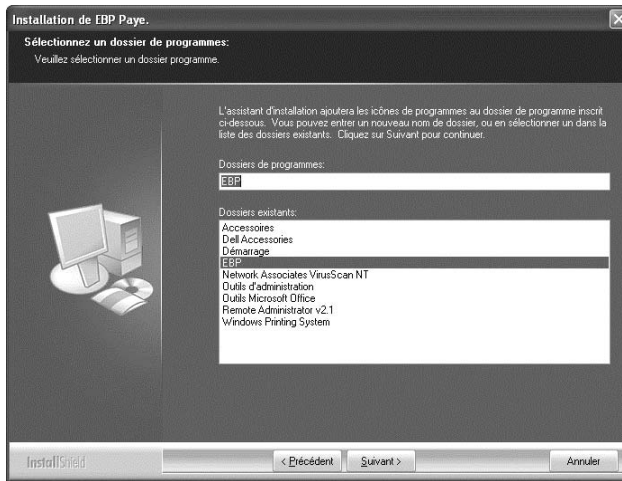 Installation de EBP Paye.
Sélectionnez un dossier de programmes:
Veuillez sélectionner un dossier programme.
L'assistant d'installation ajoutera les icônes de programmes au dossier de programme inscrit
ci-dessous. Vous pouvez entrer un nouveau nom de dossier, ou en sélectionner un dans la
liste des dossiers existants. Cliquez sur Suivant pour continuer.
Dossiers de programmes:
EBP
Dossiers existants:
Accessoires
Dell Accessories
Démarrage
EBP
Network Associates VirusScan NT
Outils d'administration
Outils Microsoft Office
Remote Administrator v2.1
Windows Printing System
InstallShield
< Précédent
Suivant >
Annuler